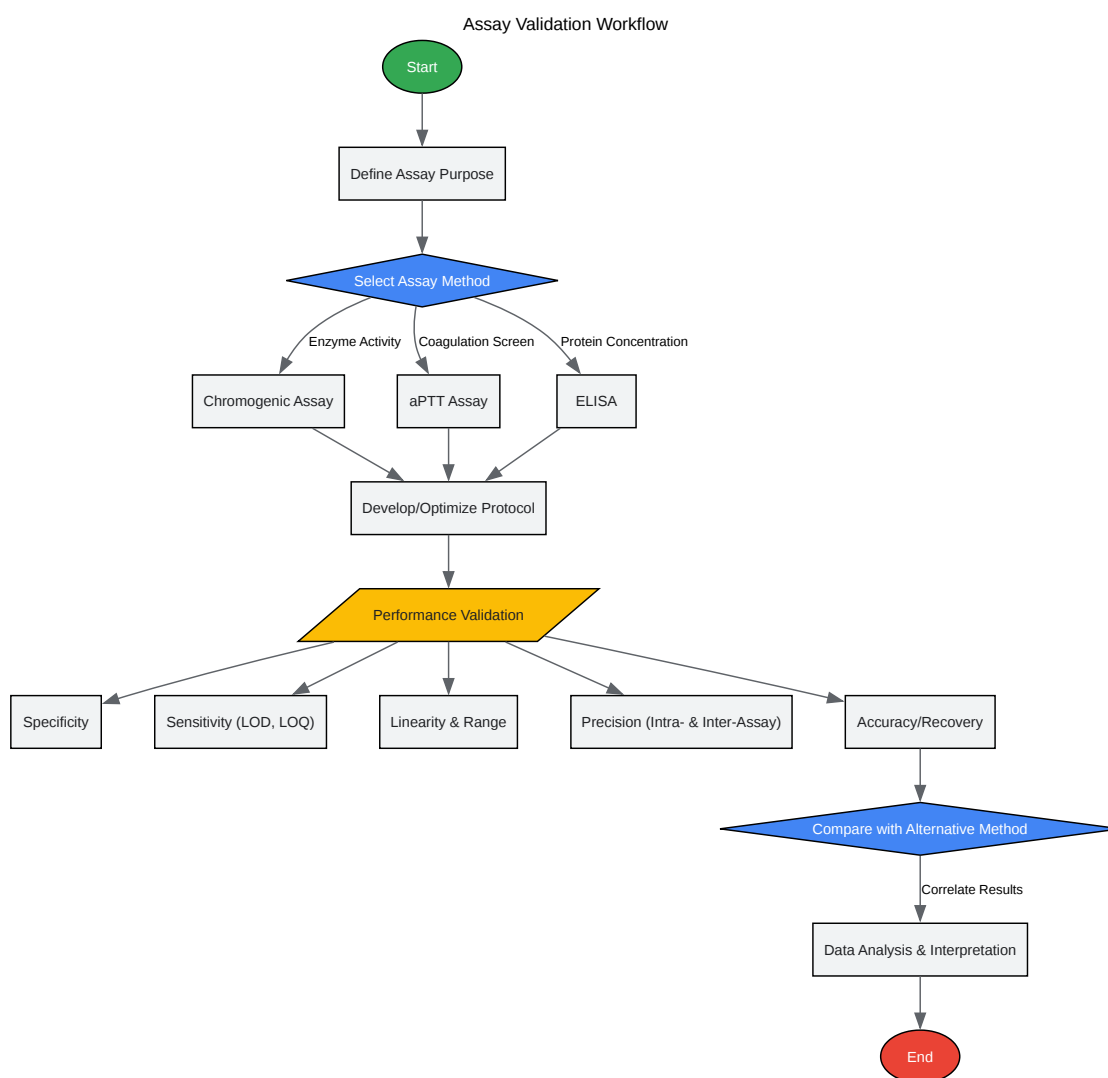 Assay Validation Workflow
Start
Define Assay Purpose
Select Assay Method
Enzyme Activity
Coagulation Screen
Protein Concentration
Chromogenic Assay
aPTT Assay
ELISA
Develop/Optimize Protocol
Performance Validation
Specificity
Sensitivity (LOD, LOQ)
Linearity & Range
Precision (Intra- & Inter-Assay)
Accuracy/Recovery
Compare with Alternative Method
Correlate Results
Data Analysis & Interpretation
End